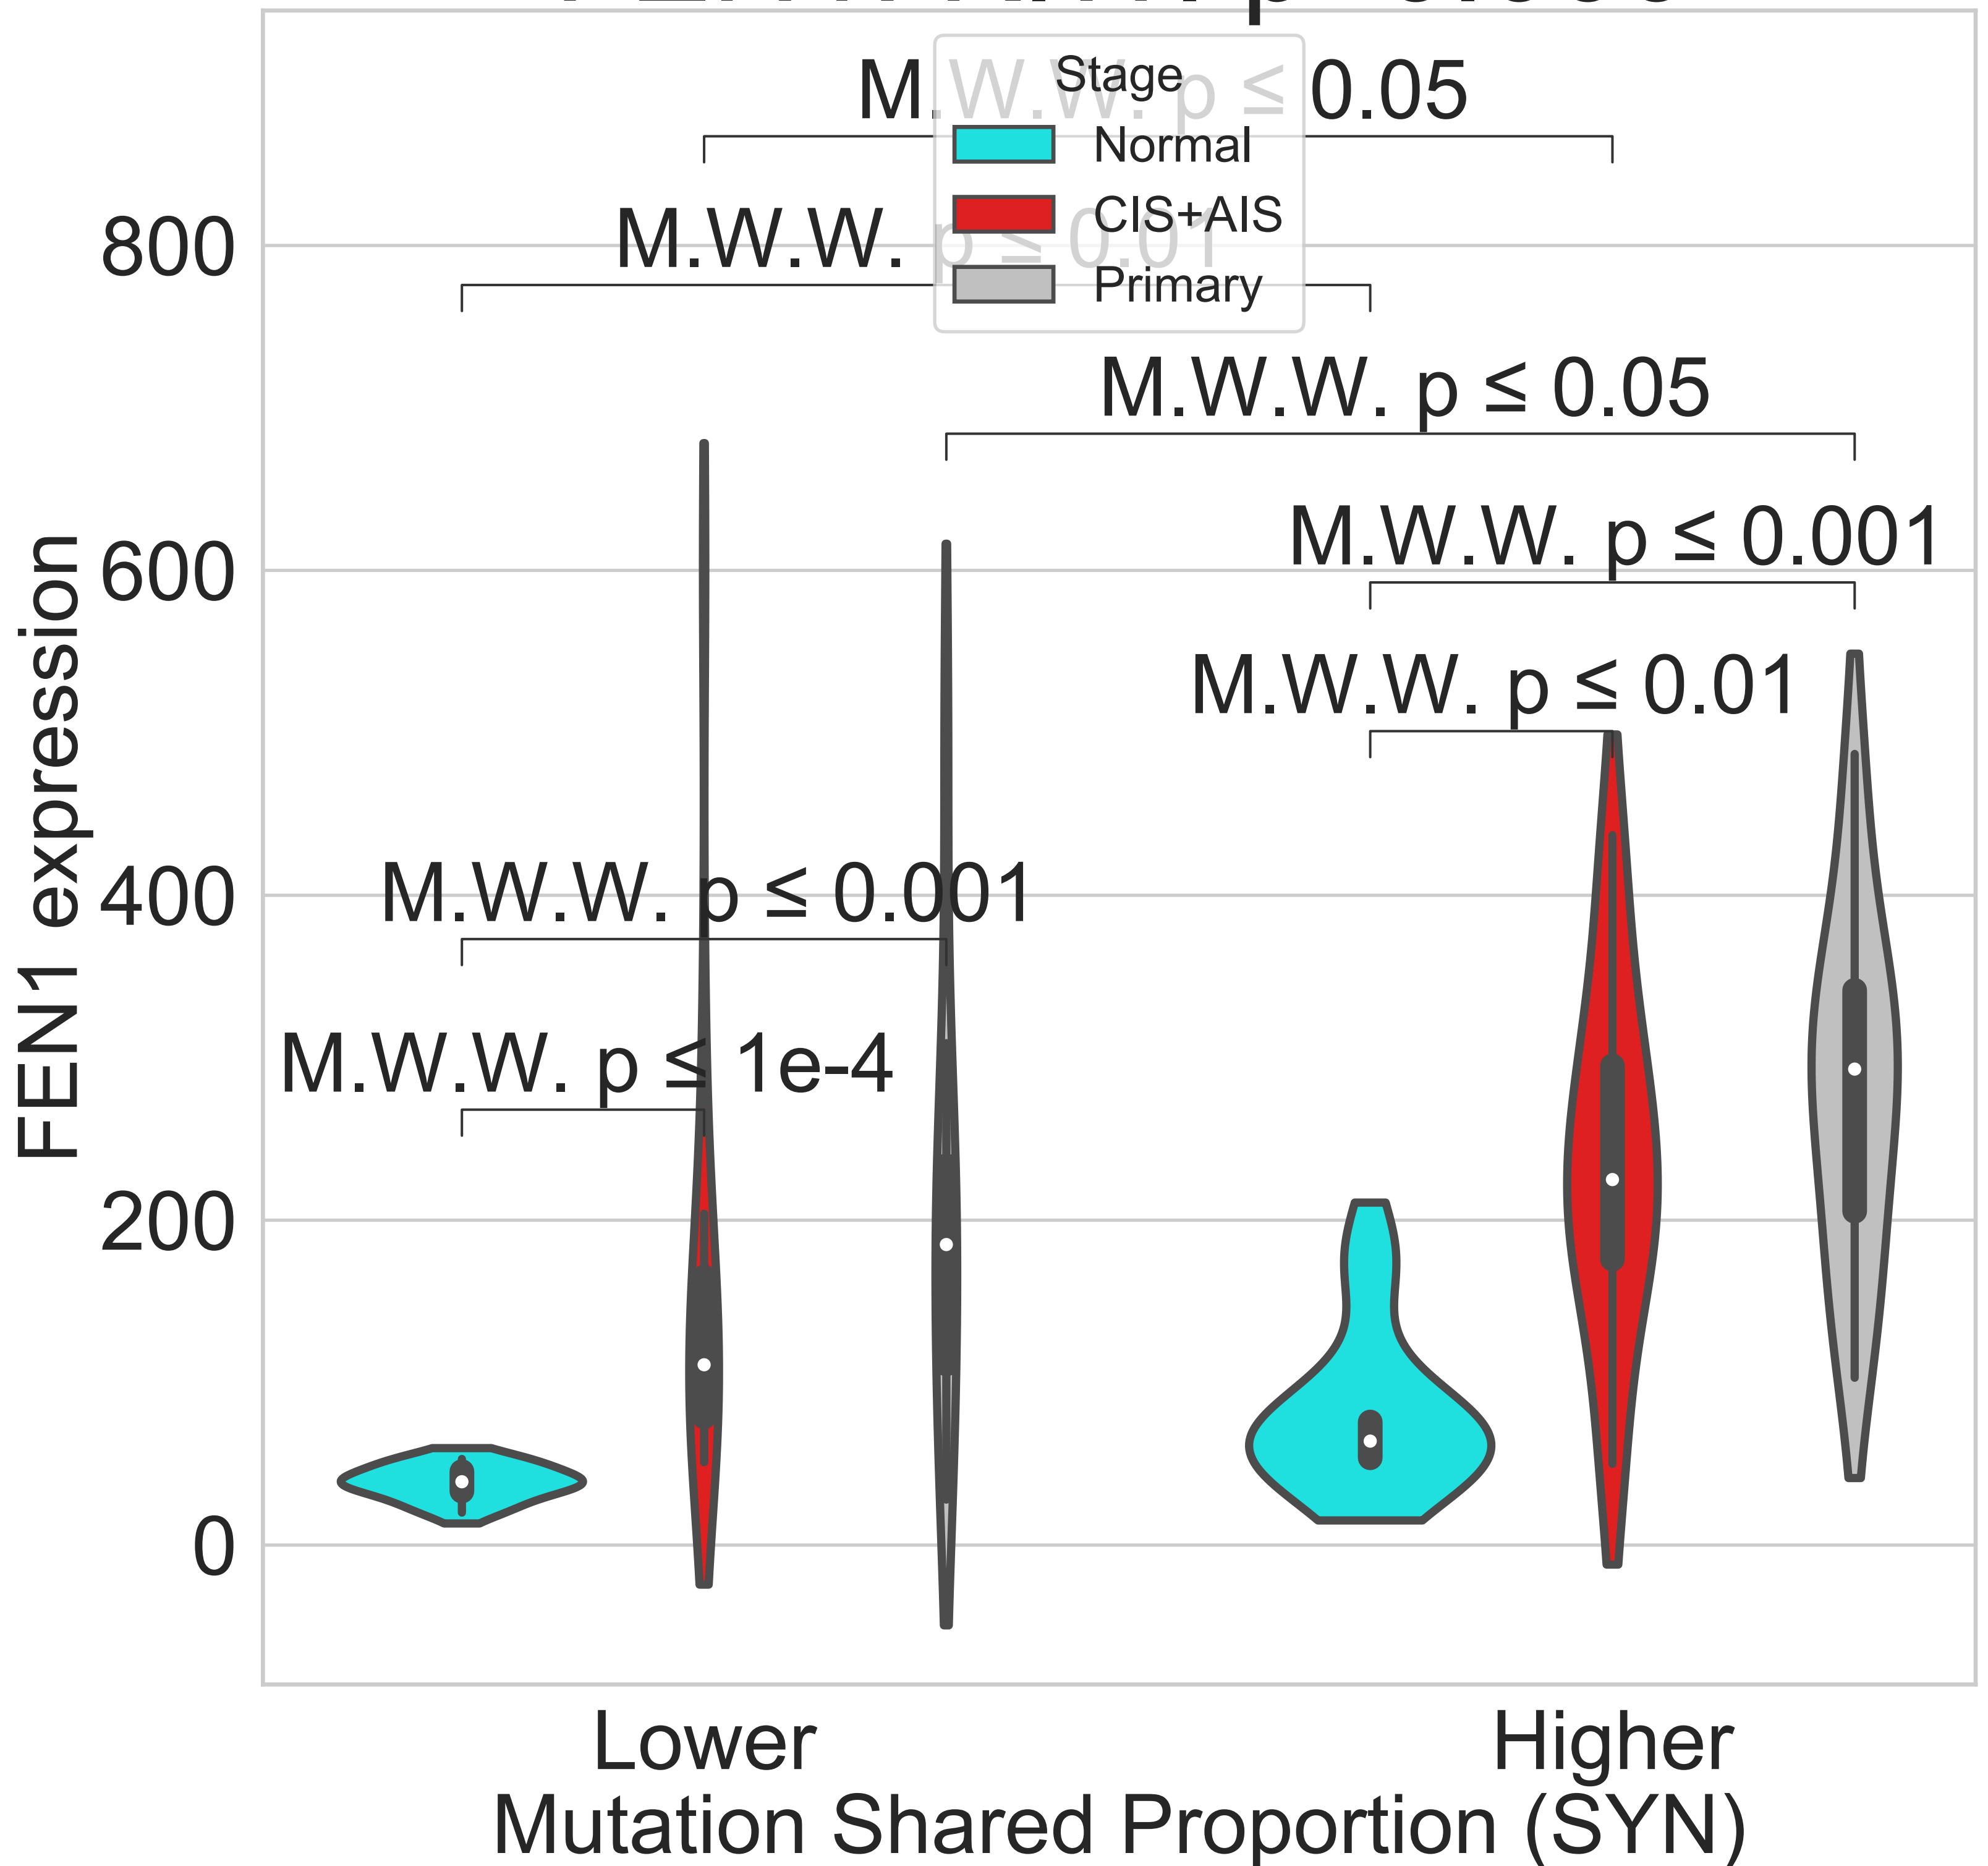 M.W.W. p ≤ 0.05
Stage
Normal
CIS+AIS
Primary
M.W.W. p ≤ 0.01
M.W.W. p ≤ 0.05
M.W.W. p ≤ 0.001
M.W.W. p ≤ 0.01
M.W.W. p ≤ 0.001
M.W.W. p ≤ 1e-4
800
600
400
200
0
FEN1 expression
Lower
Higher
Mutation Shared Proportion (SYN)